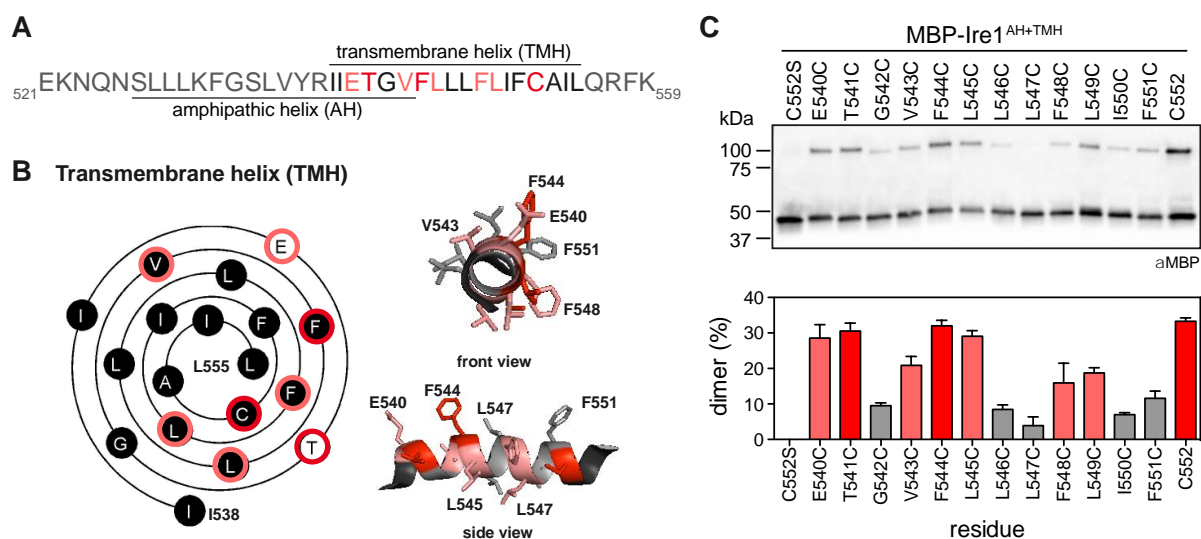 A
transmembrane helix (TMH)
521EKNQNSLLLKFGSLVYRIIETGVFLLLFLIFCAILQRFK559
amphipathic helix (AH)
B Transmembrane helix (TMH)
E
V
L
I
I
I
F
F
L
L555
L
A
F
C
L
T
G
L
I
I538
F544
V543
E540
F551
F548
front view
E540
F544
L547
F551
L545
L547
side view
C
MBP-Ire1AH+TMH
C552S E540C T541C G542C V543C F544C L545C L546C L547C F548C L549C I550C F551C C552
kDa
100
75
50
37
aMBP
dimer (%)
40
30
20
10
0
C552S E540C T541C G542C V543C F544C L545C L546C L547C F548C L549C I550C F551C C552
residue